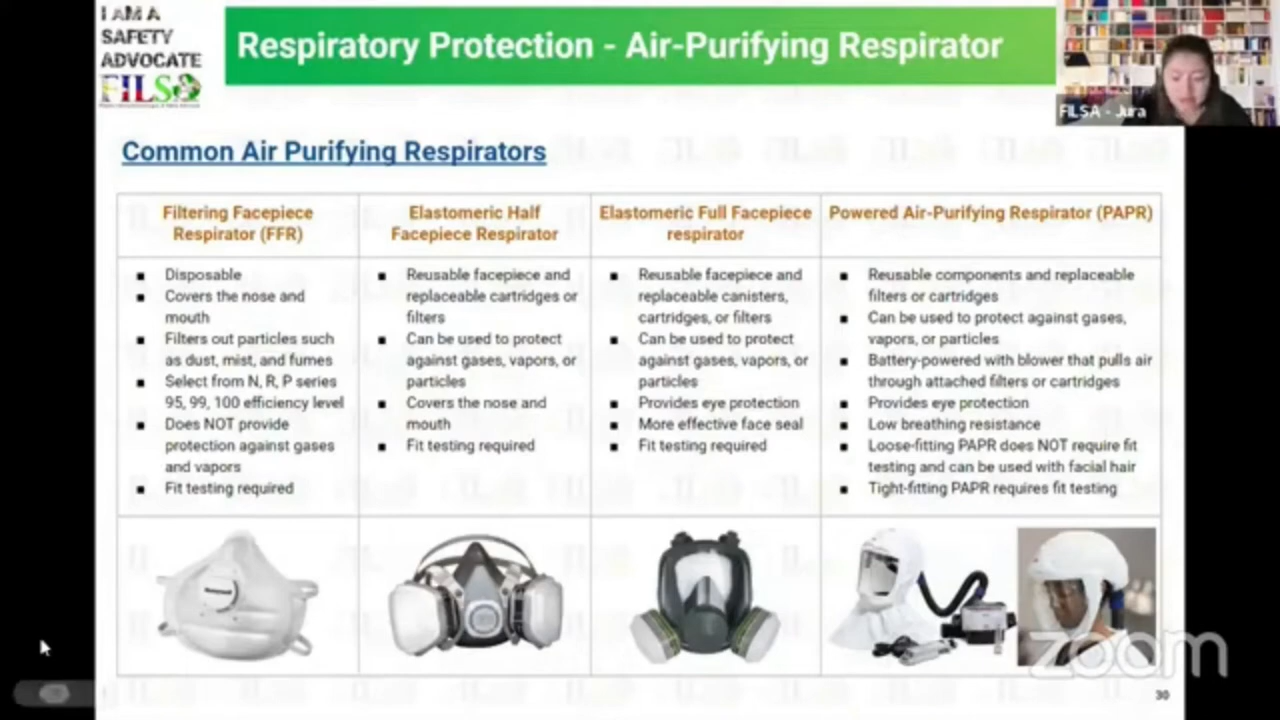 I AM A
SAFETY
ADVOCATE
FILSA
Respiratory Protection - Air-Purifying Respirator
FILSA - Jura
Common Air Purifying Respirators
Filtering Facepiece
Respirator (FFR)
■ Disposable
■ Covers the nose and
mouth
■ Filters out particles such
as dust, mist, and fumes
■ Select from N, R, P series
95, 99, 100 efficiency level
■ Does NOT provide
protection against gases
and vapors
■ Fit testing required
Elastomeric Half
Facepiece Respirator
■ Reusable facepiece and
replaceable cartridges or
filters
■ Can be used to protect
against gases, vapors, or
particles
■ Covers the nose and
mouth
■ Fit testing required
Elastomeric Full Facepiece
respirator
■ Reusable facepiece and
replaceable canisters,
cartridges, or filters
■ Can be used to protect
against gases, vapors, or
particles
■ Provides eye protection
■ More effective face seal
■ Fit testing required
Powered Air-Purifying Respirator (PAPR)
■ Reusable components and replaceable
filters or cartridges
■ Can be used to protect against gases,
vapors, or particles
■ Battery-powered with blower that pulls air
through attached filters or cartridges
■ Provides eye protection
■ Low breathing resistance
■ Loose-fitting PAPR does NOT require fit
testing and can be used with facial hair
■ Tight-fitting PAPR requires fit testing
zoom
30